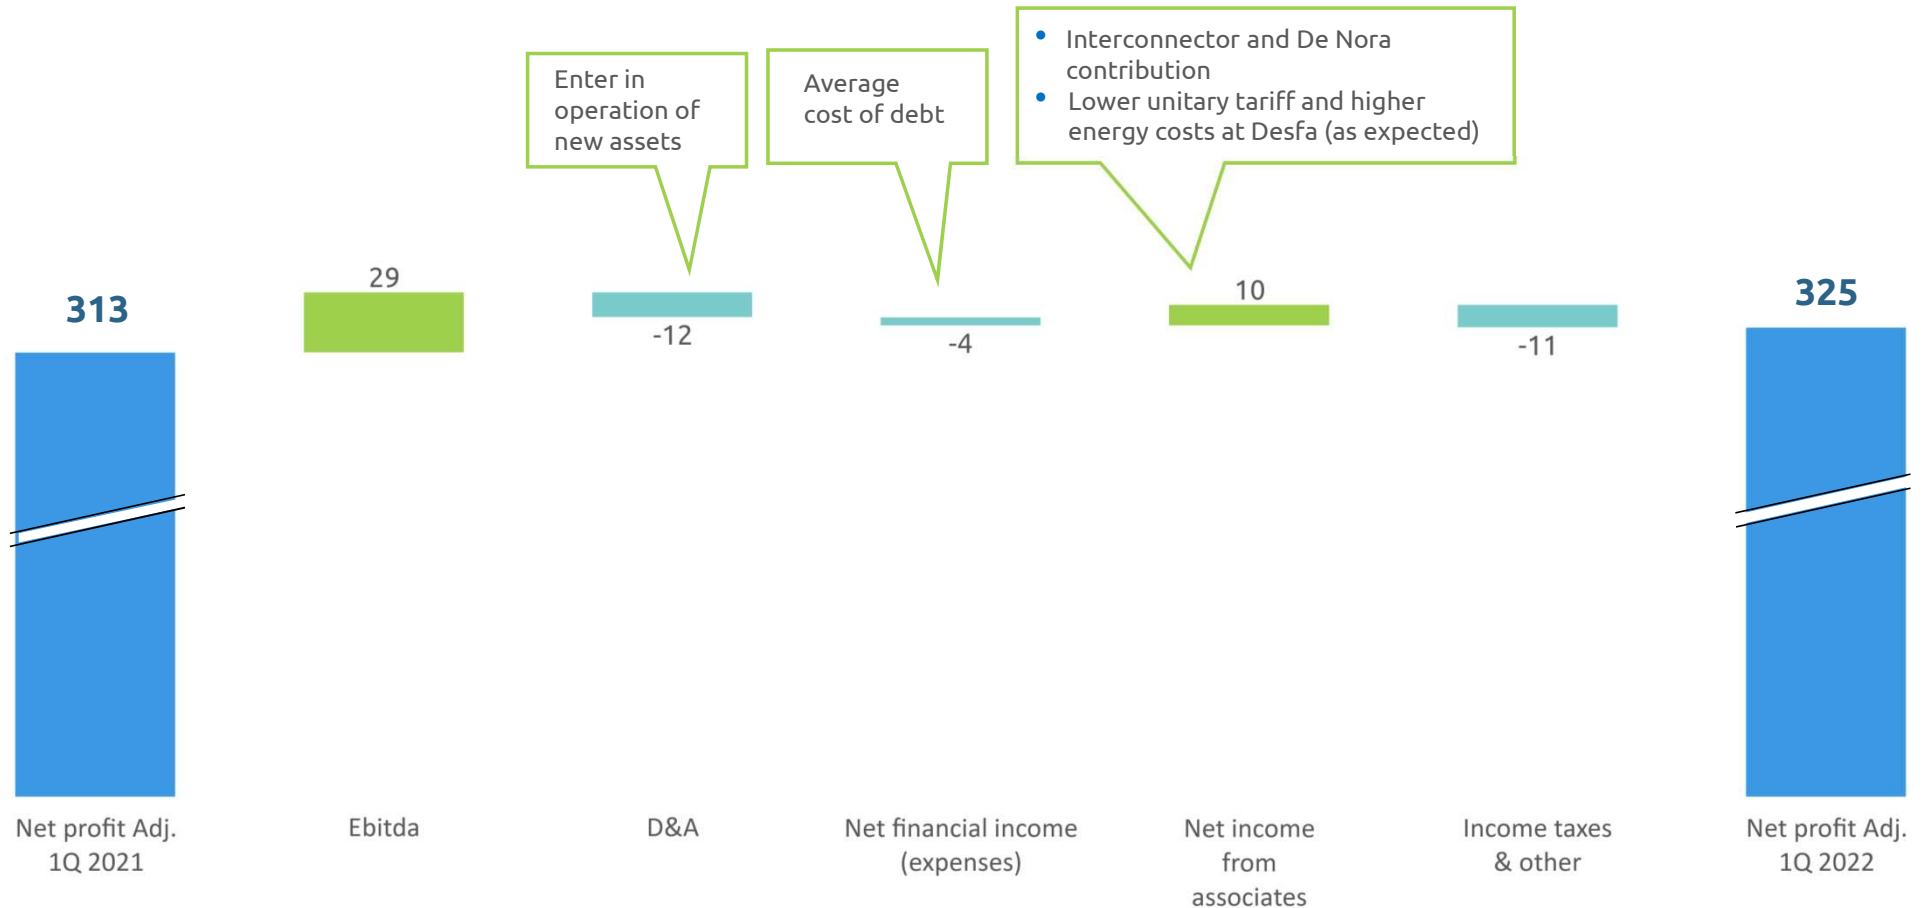 Enter in
operation of
new assets
Average
cost of debt
• Interconnector and De Nora
contribution
• Lower unitary tariff and higher
energy costs at Desfa (as expected)
313
29
-12
-4
10
-11
325
Net profit Adj.
1Q 2021
Ebitda
D&A
Net financial income
(expenses)
Net income
from
associates
Income taxes
& other
Net profit Adj.
1Q 2022